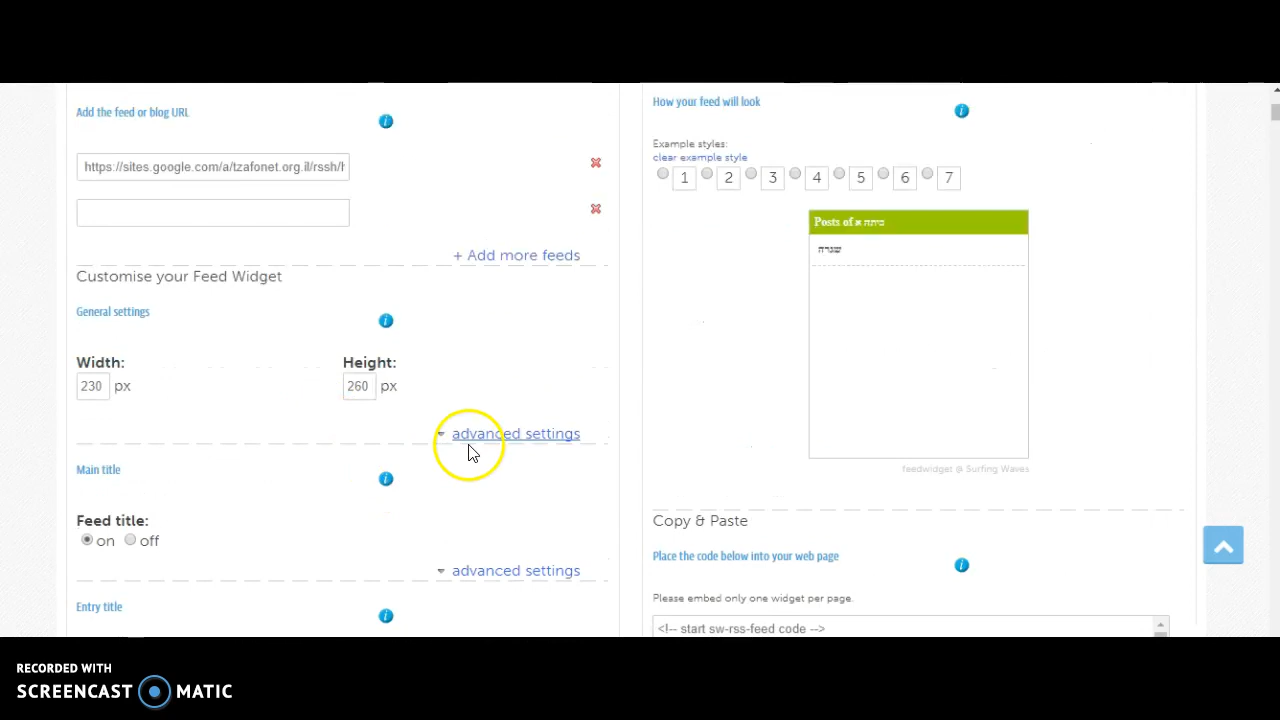 Add the feed or blog URL
https://sites.google.com/a/tzafonet.org.il/rssh/h
+ Add more feeds
Customise your Feed Widget
General settings
Width:
Height:
230 px
260 px
advanced settings
Main title
Feed title:
on off
advanced settings
Entry title
How your feed will look
Example styles:
clear example style
1 2 3 4 5 6 7
Posts of כיתה א
שגרה
feedwidget @ Surfing Waves
Copy & Paste
Place the code below into your web page
Please embed only one widget per page.
<!-- start sw-rss-feed code -->
RECORDED WITH
SCREENCAST MATIC